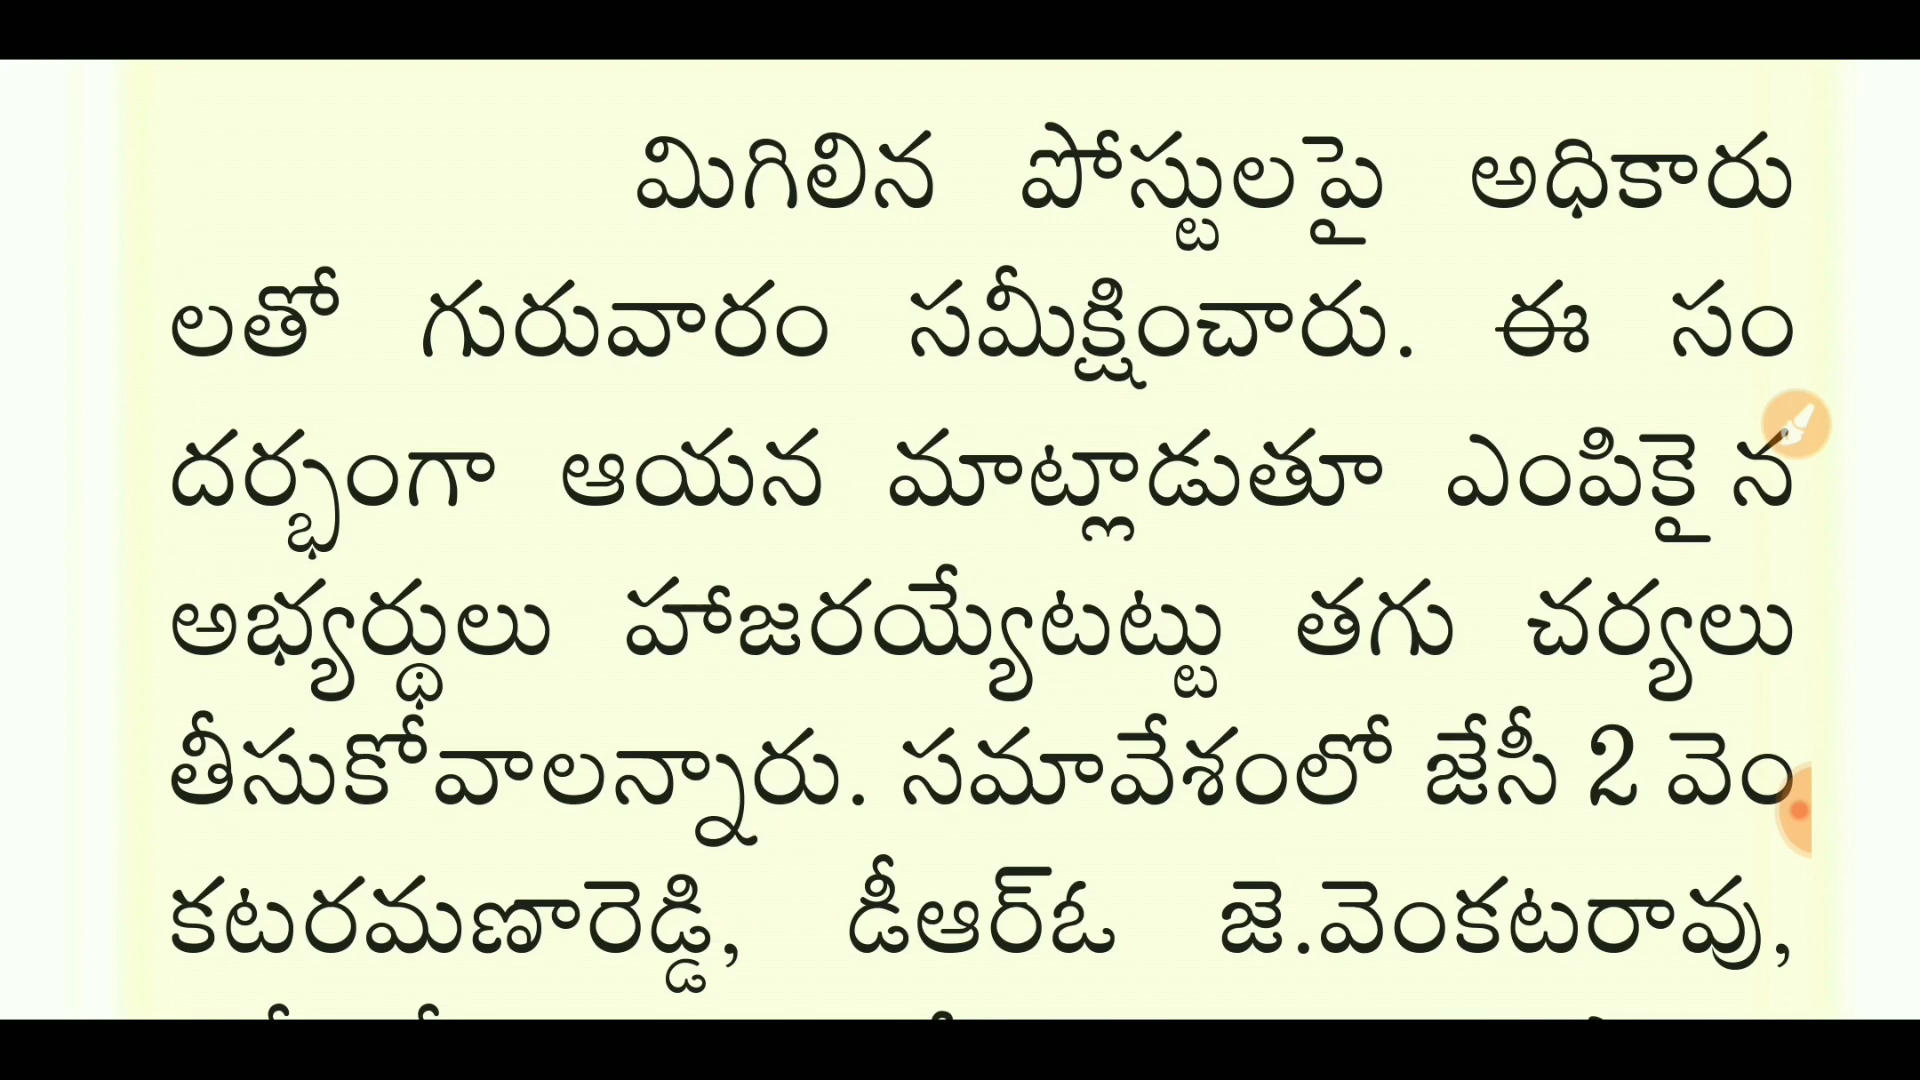 మిగిలిన పోస్టులపై అధికారు
లతో గురువారం సమీక్షించారు. ఈ సం
దర్భంగా ఆయన మాట్లాడుతూ ఎంపికైన
అభ్యర్థులు హాజరయ్యేటట్టు తగు చర్యలు
తీసుకోవాలన్నారు. సమావేశంలో జేసీ 2 వెం
కటరమణారెడ్డి, డీఆర్ఓ జె.వెంకటరావు,